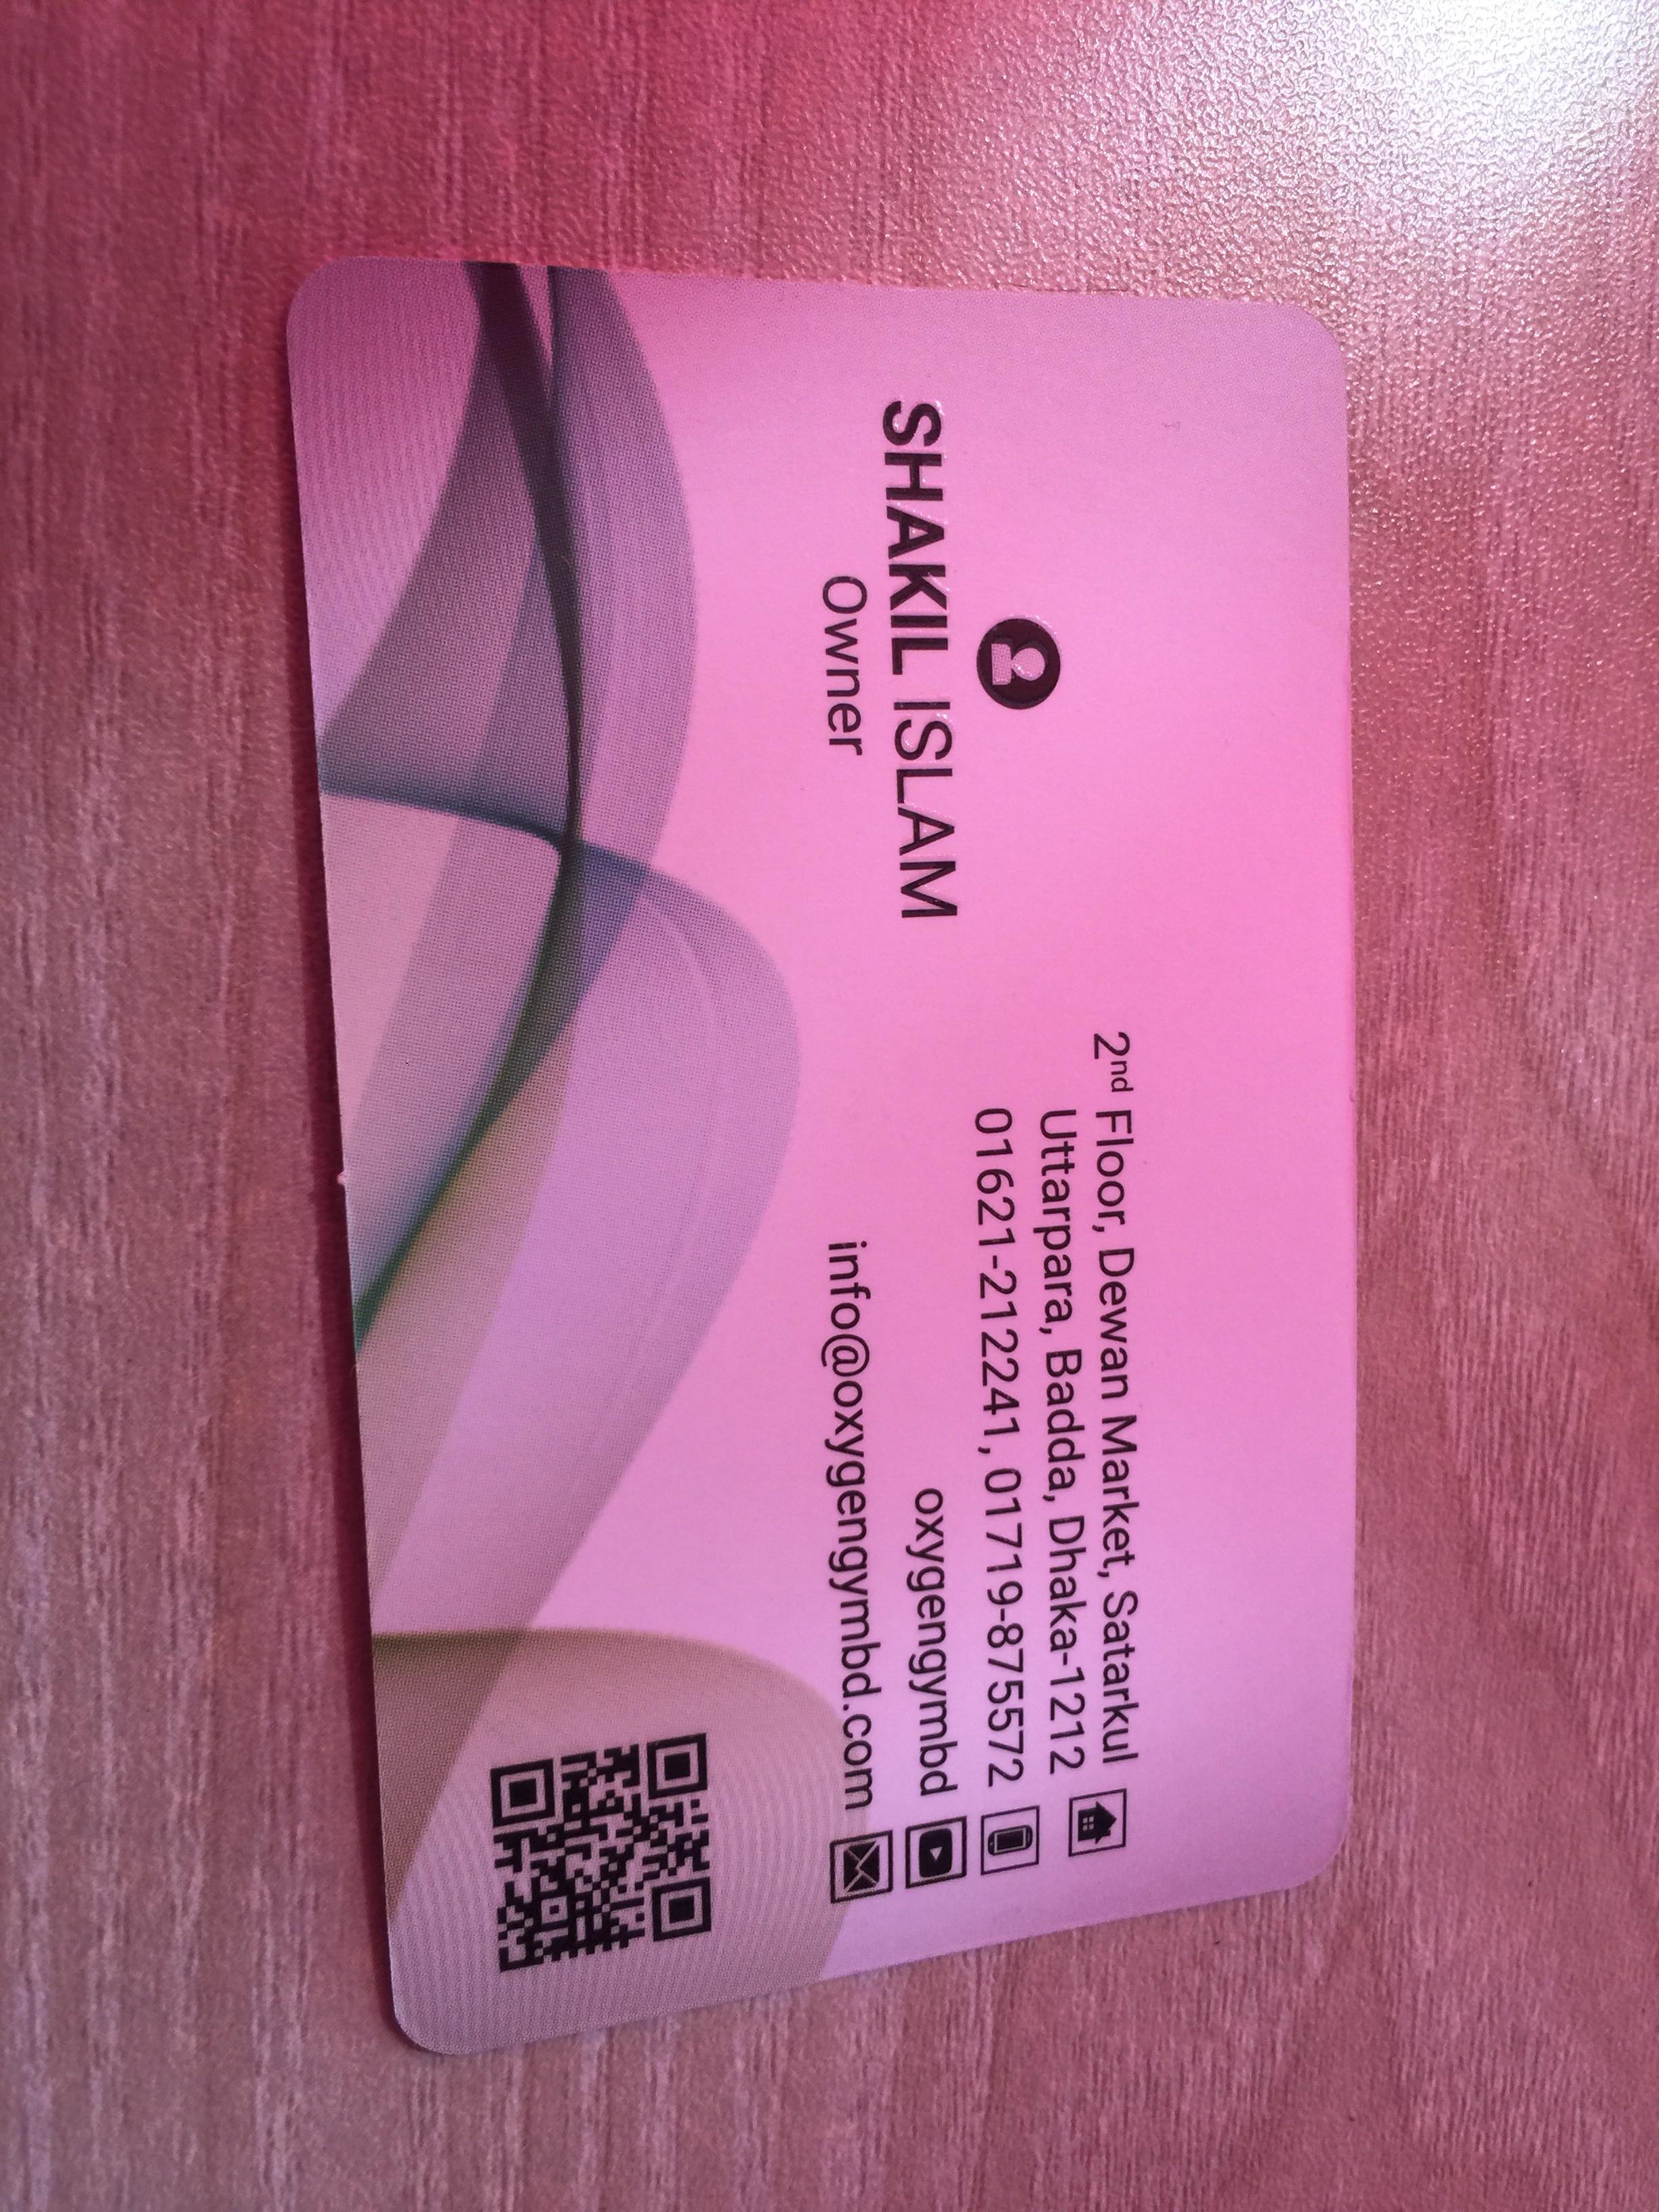 SHAKIL ISLAM
Owner
2nd Floor, Dewan Market, Satarkul
Uttarpara, Badda, Dhaka-1212
01621-212241, 01719-875572
oxygengymbd
info@oxygengymbd.com